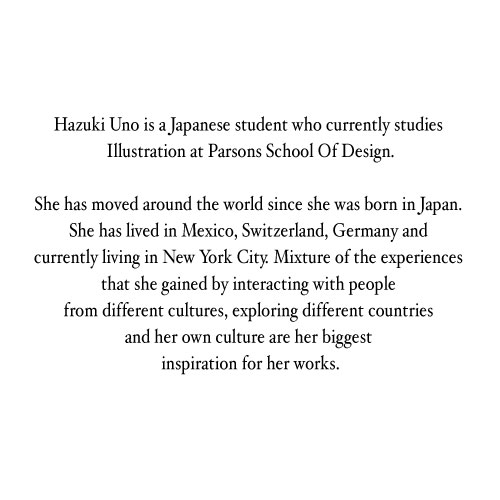 Hazuki Uno is a Japanese student who currently studies
Illustration at Parsons School Of Design.
She has moved around the world since she was born in Japan.
She has lived in Mexico, Switzerland, Germany and
currently living in New York City. Mixture of the experiences
that she gained by interacting with people
from different cultures, exploring different countries
and her own culture are her biggest
inspiration for her works.